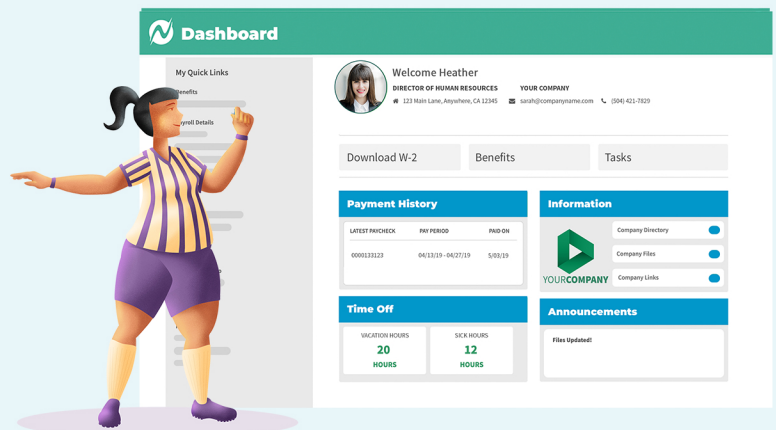 Dashboard
My Quick Links
Benefits
ayroll Details
Welcome Heather
DIRECTOR OF HUMAN RESOURCES YOUR COMPANY
123 Main Lane, Anywhere, CA 12345 sarah@companyname.com (504) 421-7829
Download W-2 Benefits Tasks
Payment History
LATEST PAYCHECK PAY PERIOD PAID ON
0000133123 04/13/19 - 04/27/19 5/03/19
Information
Company Directory
Company Files
Company Links
YOURCOMPANY
Time Off
VACATION HOURS SICK HOURS
20 12
HOURS HOURS
Announcements
Files Updated!